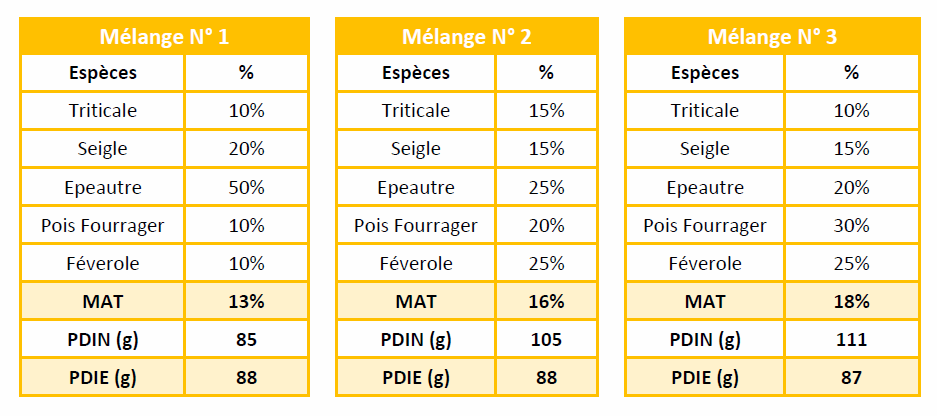 Mélange N° 1
Espèces %
Triticale 10%
Seigle 20%
Epeautre 50%
Pois Fourrager 10%
Féverole 10%
MAT 13%
PDIN (g) 85
PDIE (g) 88
Mélange N° 2
Espèces %
Triticale 15%
Seigle 15%
Epeautre 25%
Pois Fourrager 20%
Féverole 25%
MAT 16%
PDIN (g) 105
PDIE (g) 88
Mélange N° 3
Espèces %
Triticale 10%
Seigle 15%
Epeautre 20%
Pois Fourrager 30%
Féverole 25%
MAT 18%
PDIN (g) 111
PDIE (g) 87